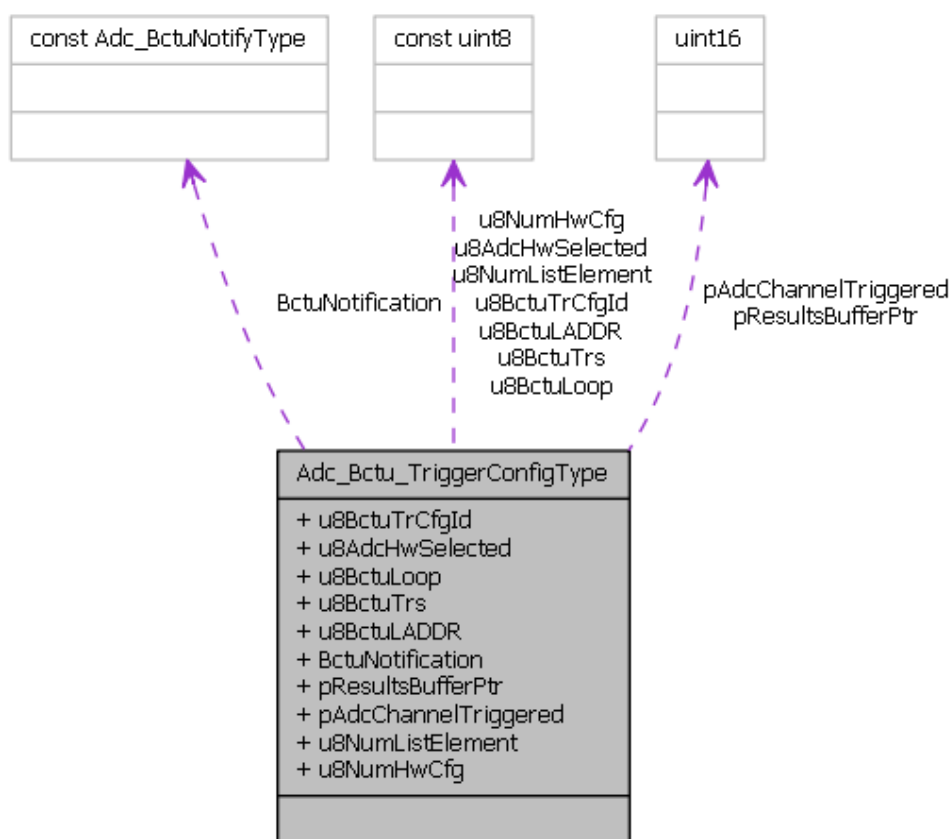 const Adc_BctuNotifyType
const uint8
uint16
u8NumHwCfg
u8AdcHwSelected
u8NumListElement
u8BctuTrCfgId
u8BctuLADDR
u8BctuTrs
u8BctuLoop
BctuNotification
pAdcChannelTriggered
pResultsBufferPtr
Adc_Bctu_TriggerConfigType
+ u8BctuTrCfgId
+ u8AdcHwSelected
+ u8BctuLoop
+ u8BctuTrs
+ u8BctuLADDR
+ BctuNotification
+ pResultsBufferPtr
+ pAdcChannelTriggered
+ u8NumListElement
+ u8NumHwCfg